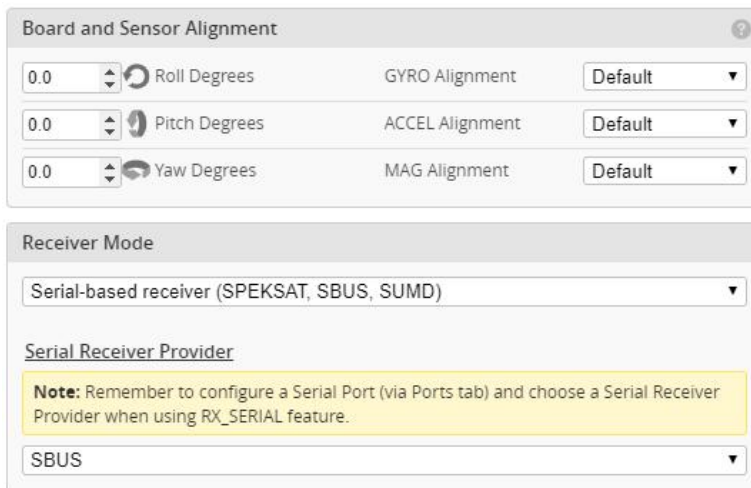 Board and Sensor Alignment
0.0 Roll Degrees GYRO Alignment Default
0.0 Pitch Degrees ACCEL Alignment Default
0.0 Yaw Degrees MAG Alignment Default
Receiver Mode
Serial-based receiver (SPEKSAT, SBUS, SUMD)
Serial Receiver Provider
Note: Remember to configure a Serial Port (via Ports tab) and choose a Serial Receiver
Provider when using RX_SERIAL feature.
SBUS